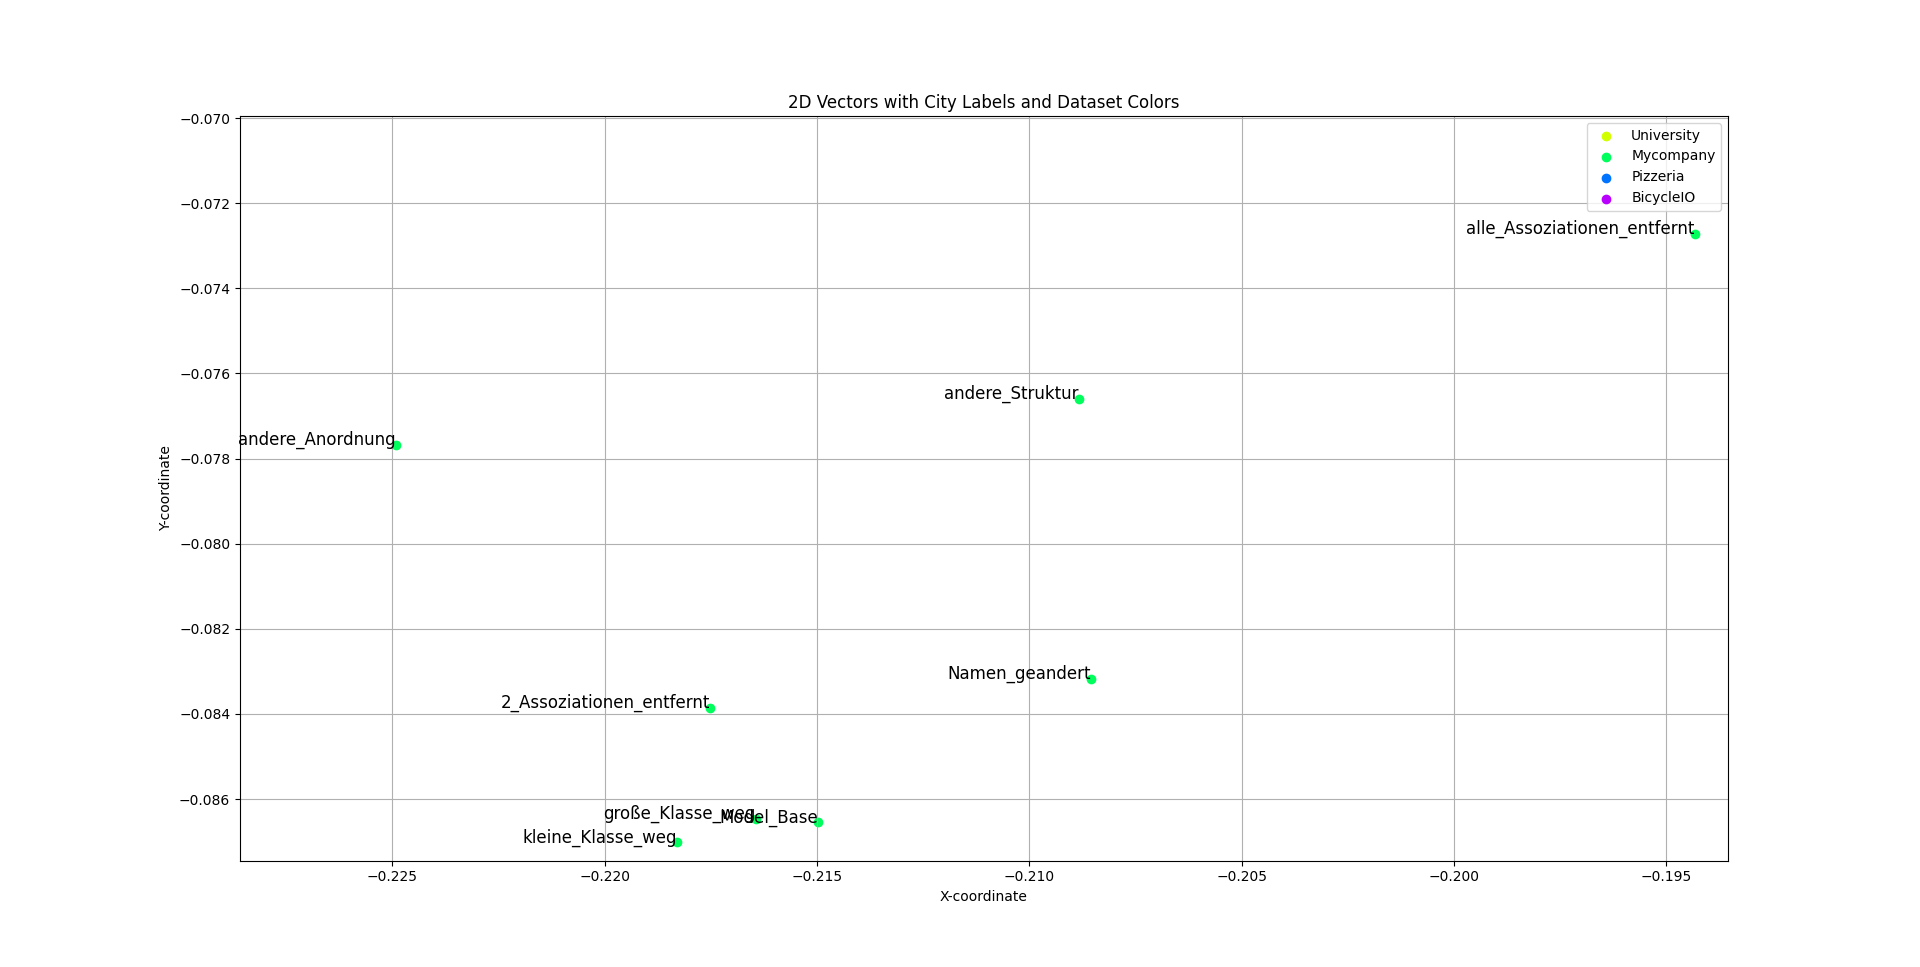 2D Vectors with City Labels and Dataset Colors
University
Mycompany
Pizzeria
BicycleIO
alle_Assoziationen_entfernt
andere_Struktur
andere_Anordnung
Namen_geandert
2_Assoziationen_entfernt
große_Klasse_weg
Model_Base
kleine_Klasse_weg
Y-coordinate
−0.070
−0.072
−0.074
−0.076
−0.078
−0.080
−0.082
−0.084
−0.086
−0.225 −0.220 −0.215 −0.210 −0.205 −0.200 −0.195
X-coordinate